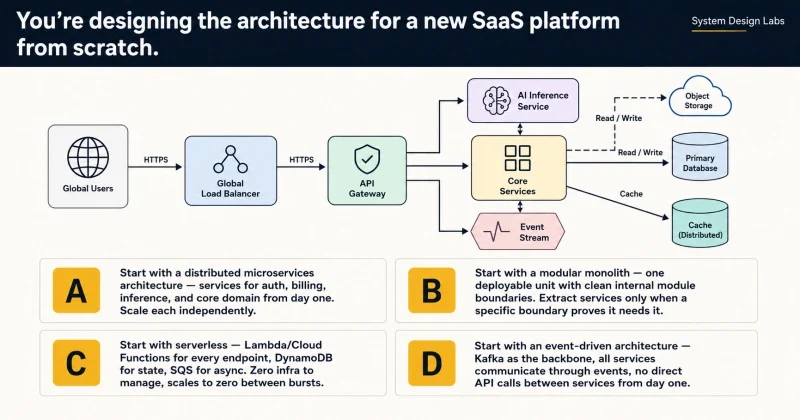 You're designing the architecture for a new SaaS platform
from scratch.
System Design Labs
Global Users
HTTPS
Global
Load Balancer
HTTPS
API
Gateway
AI Inference
Service
Core
Services
Event
Stream
Read / Write
Object
Storage
Read / Write
Primary
Database
Cache
Cache
(Distributed)
A
Start with a distributed microservices
architecture — services for auth, billing,
inference, and core domain from day one.
Scale each independently.
B
Start with a modular monolith — one
deployable unit with clean internal module
boundaries. Extract services only when a
specific boundary proves it needs it.
C
Start with serverless — Lambda/Cloud
Functions for every endpoint, DynamoDB
for state, SQS for async. Zero infra to
manage, scales to zero between bursts.
D
Start with an event-driven architecture —
Kafka as the backbone, all services
communicate through events, no direct
API calls between services from day one.